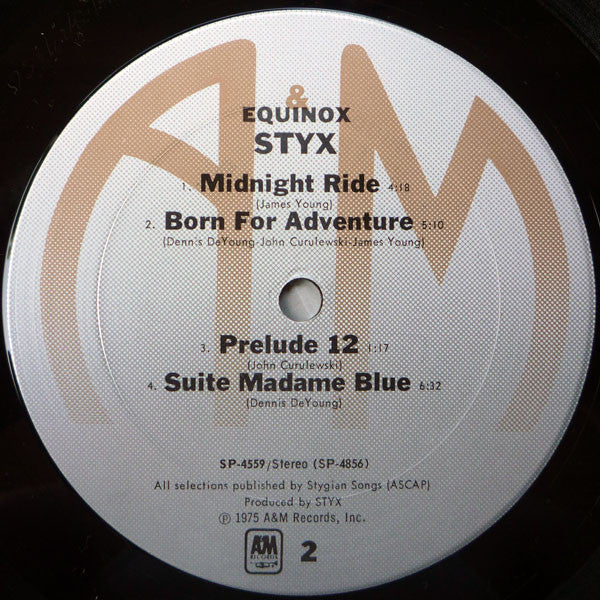 A&M
EQUINOX
STYX
1. Midnight Ride 4:18
(James Young)
2. Born For Adventure 5:10
(Dennis DeYoung-John Curulewski-James Young)
3. Prelude 12 1:17
(John Curulewski)
4. Suite Madame Blue 6:32
(Dennis DeYoung)
SP-4559/Stereo (SP-4856)
All selections published by Stygian Songs (ASCAP)
Produced by STYX
℗ 1975 A&M Records, Inc.
A&M
RECORDS
2